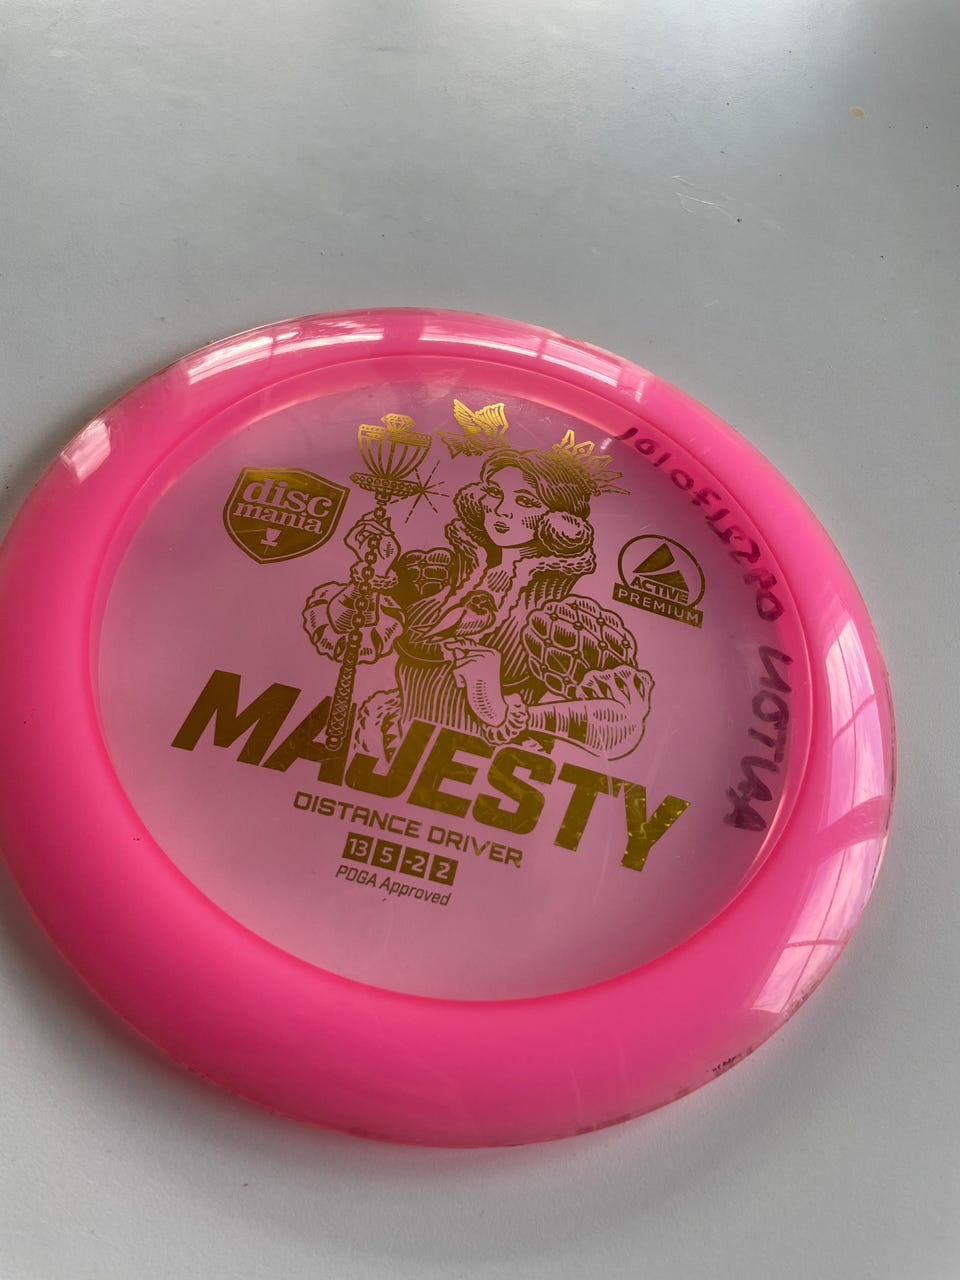 disc
mania
ACTIVE
PREMIUM
MAJESTY
DISTANCE DRIVER
13 5 -2 2
PDGA Approved